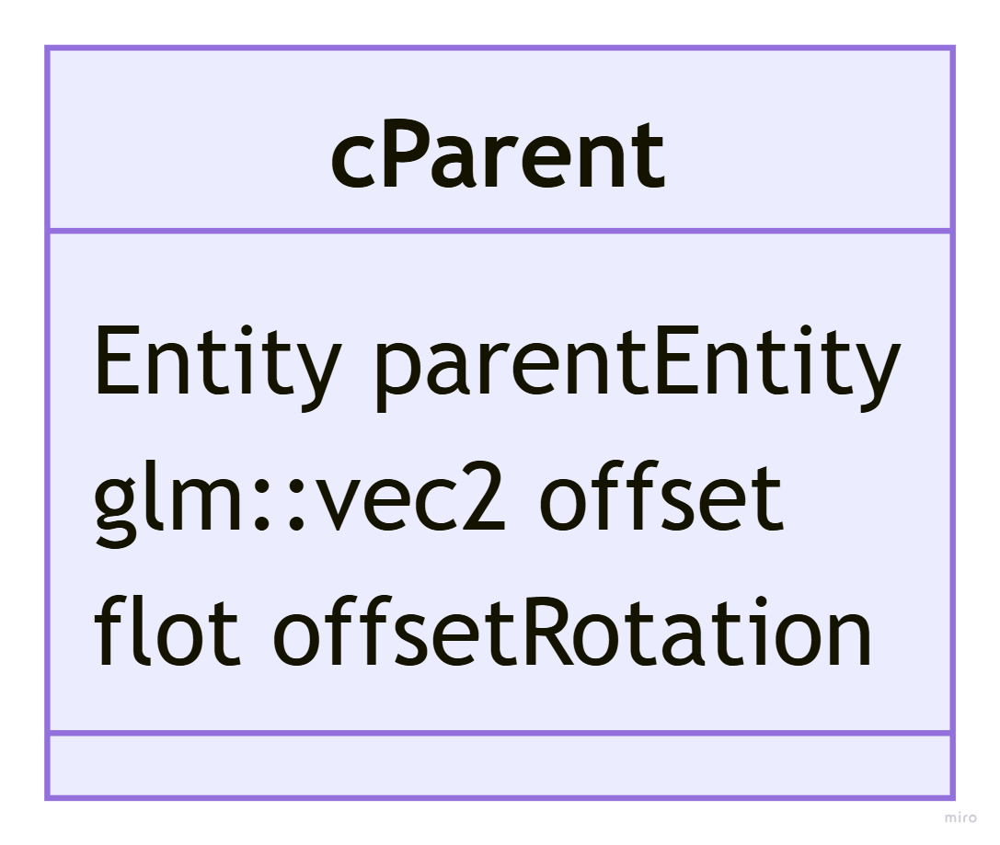 cParent
Entity parentEntity
glm::vec2 offset
flot offsetRotation
miro